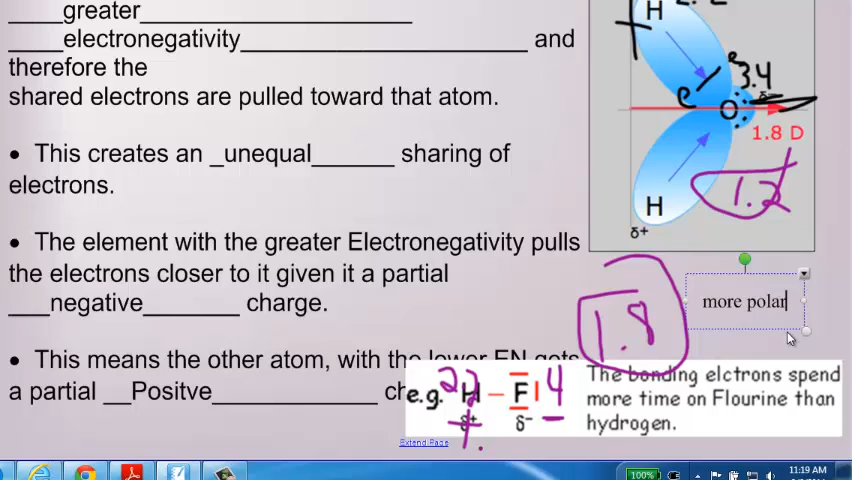 ____greater____________________
____electronegativity_____________________ and
therefore the
shared electrons are pulled toward that atom.
• This creates an _unequal______ sharing of
electrons.
• The element with the greater Electronegativity pulls
the electrons closer to it given it a partial
___negative_______ charge.
• This means the other atom, with the lower EN gets
a partial __Positve____________
H
3.4
O
δ-
1.8 D
1.2
H
δ+
more polar
1.8
e.g. H – F 4
δ+ δ-
The bonding elctrons spend
more time on Flourine than
hydrogen.
Extend Page
100%
11:19 AM